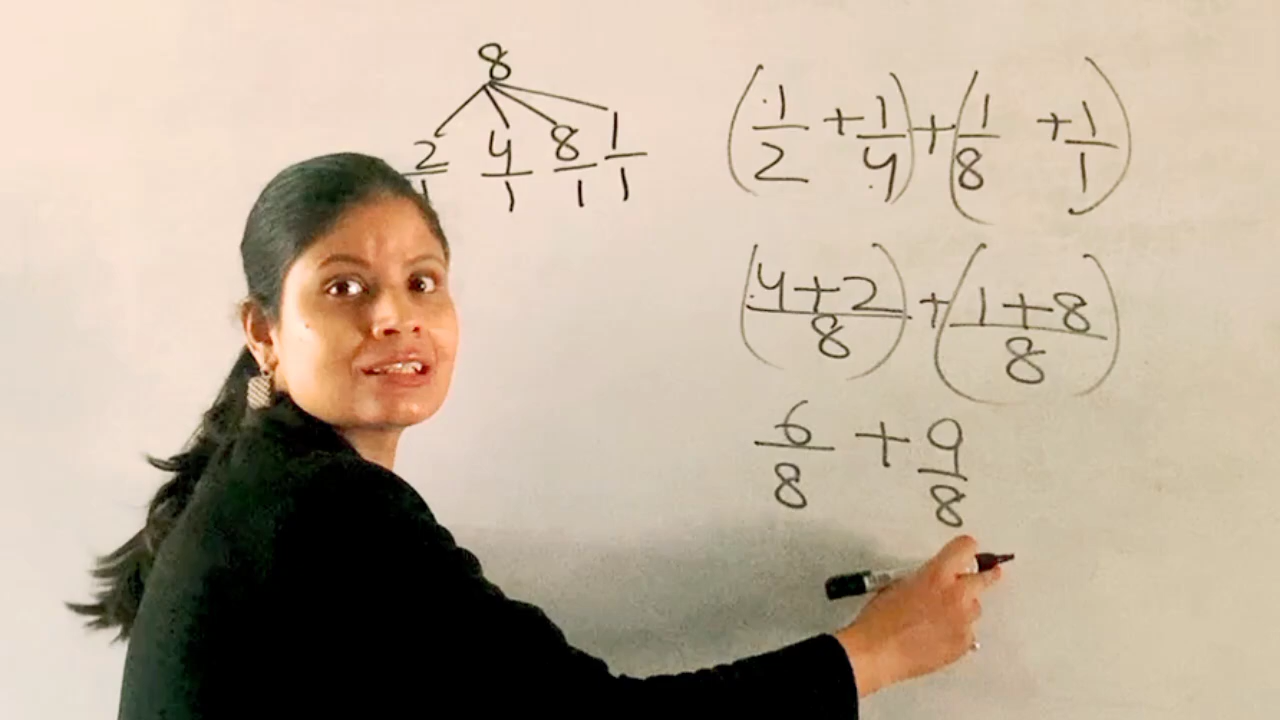 8
2/1 4/1 8/1 1/1
(1/2 + 1/4) + (1/8 + 1/1)
(4+2/8) + (1+8/8)
6/8 + 9/8